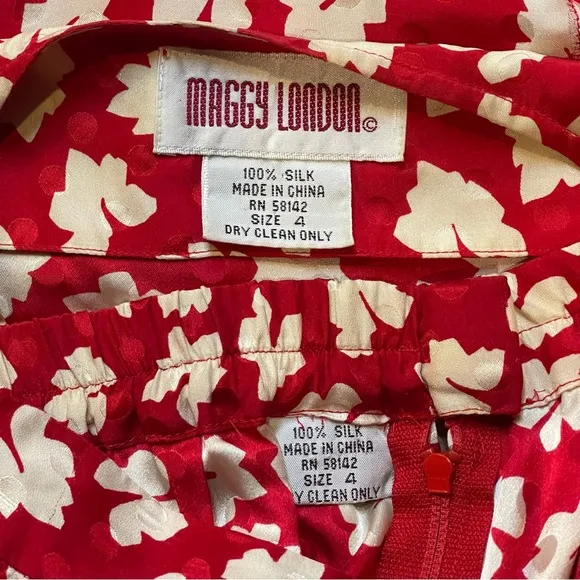 MAGGY LONDON©
100% SILK
MADE IN CHINA
RN 58142
SIZE 4
DRY CLEAN ONLY
100% SILK
MADE IN CHINA
RN 58142
SIZE 4
Y CLEAN ONLY